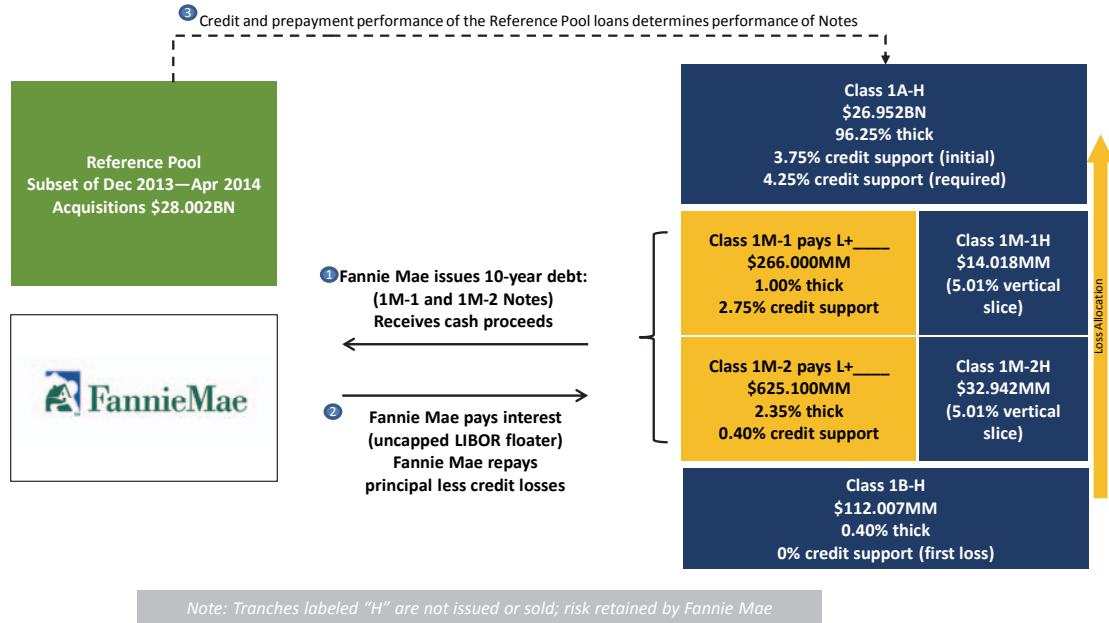 3 Credit and prepayment performance of the Reference Pool loans determines performance of Notes
Reference Pool
Subset of Dec 2013—Apr 2014
Acquisitions $28.002BN
FannieMae
1 Fannie Mae issues 10-year debt:
(1M-1 and 1M-2 Notes)
Receives cash proceeds
2 Fannie Mae pays interest
(uncapped LIBOR floater)
Fannie Mae repays
principal less credit losses
Class 1A-H
$26.952BN
96.25% thick
3.75% credit support (initial)
4.25% credit support (required)
Class 1M-1 pays L+____
$266.000MM
1.00% thick
2.75% credit support
Class 1M-1H
$14.018MM
(5.01% vertical
slice)
Class 1M-2 pays L+____
$625.100MM
2.35% thick
0.40% credit support
Class 1M-2H
$32.942MM
(5.01% vertical
slice)
Class 1B-H
$112.007MM
0.40% thick
0% credit support (first loss)
Loss Allocation
Note: Tranches labeled “H” are not issued or sold; risk retained by Fannie Mae